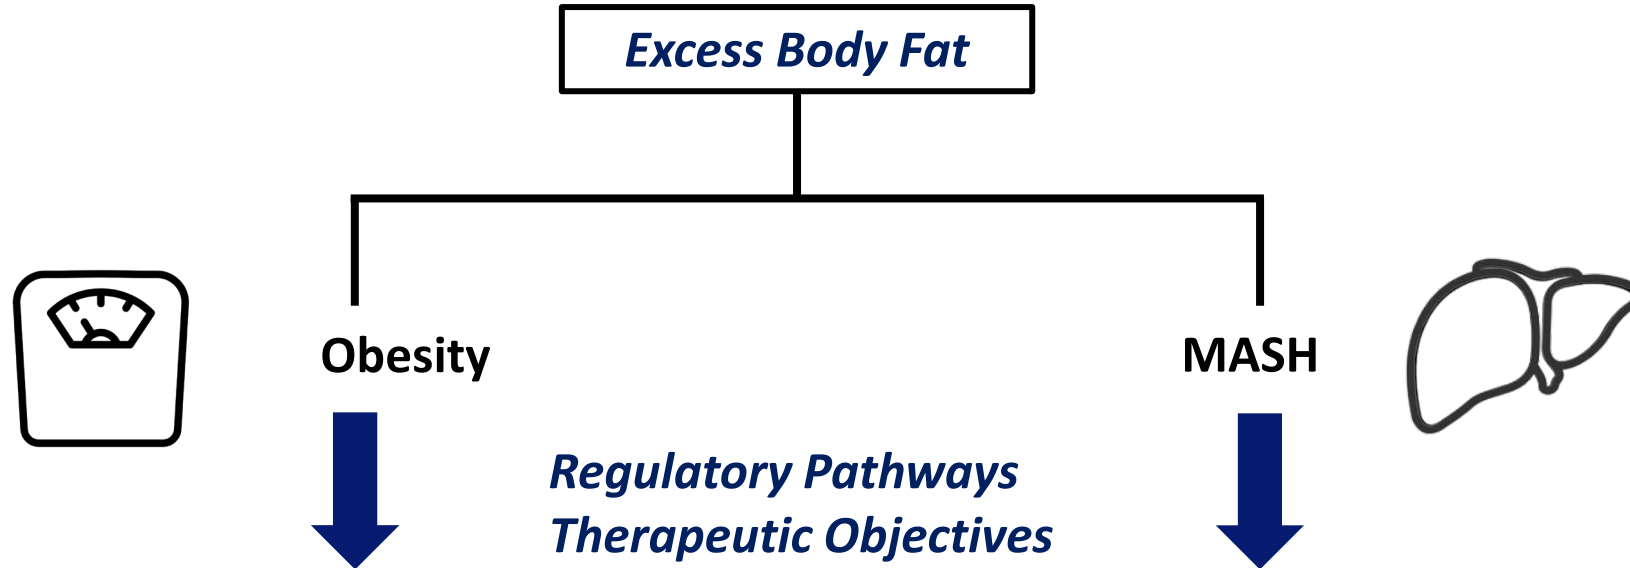 Excess Body Fat
Obesity
MASH
Regulatory Pathways
Therapeutic Objectives